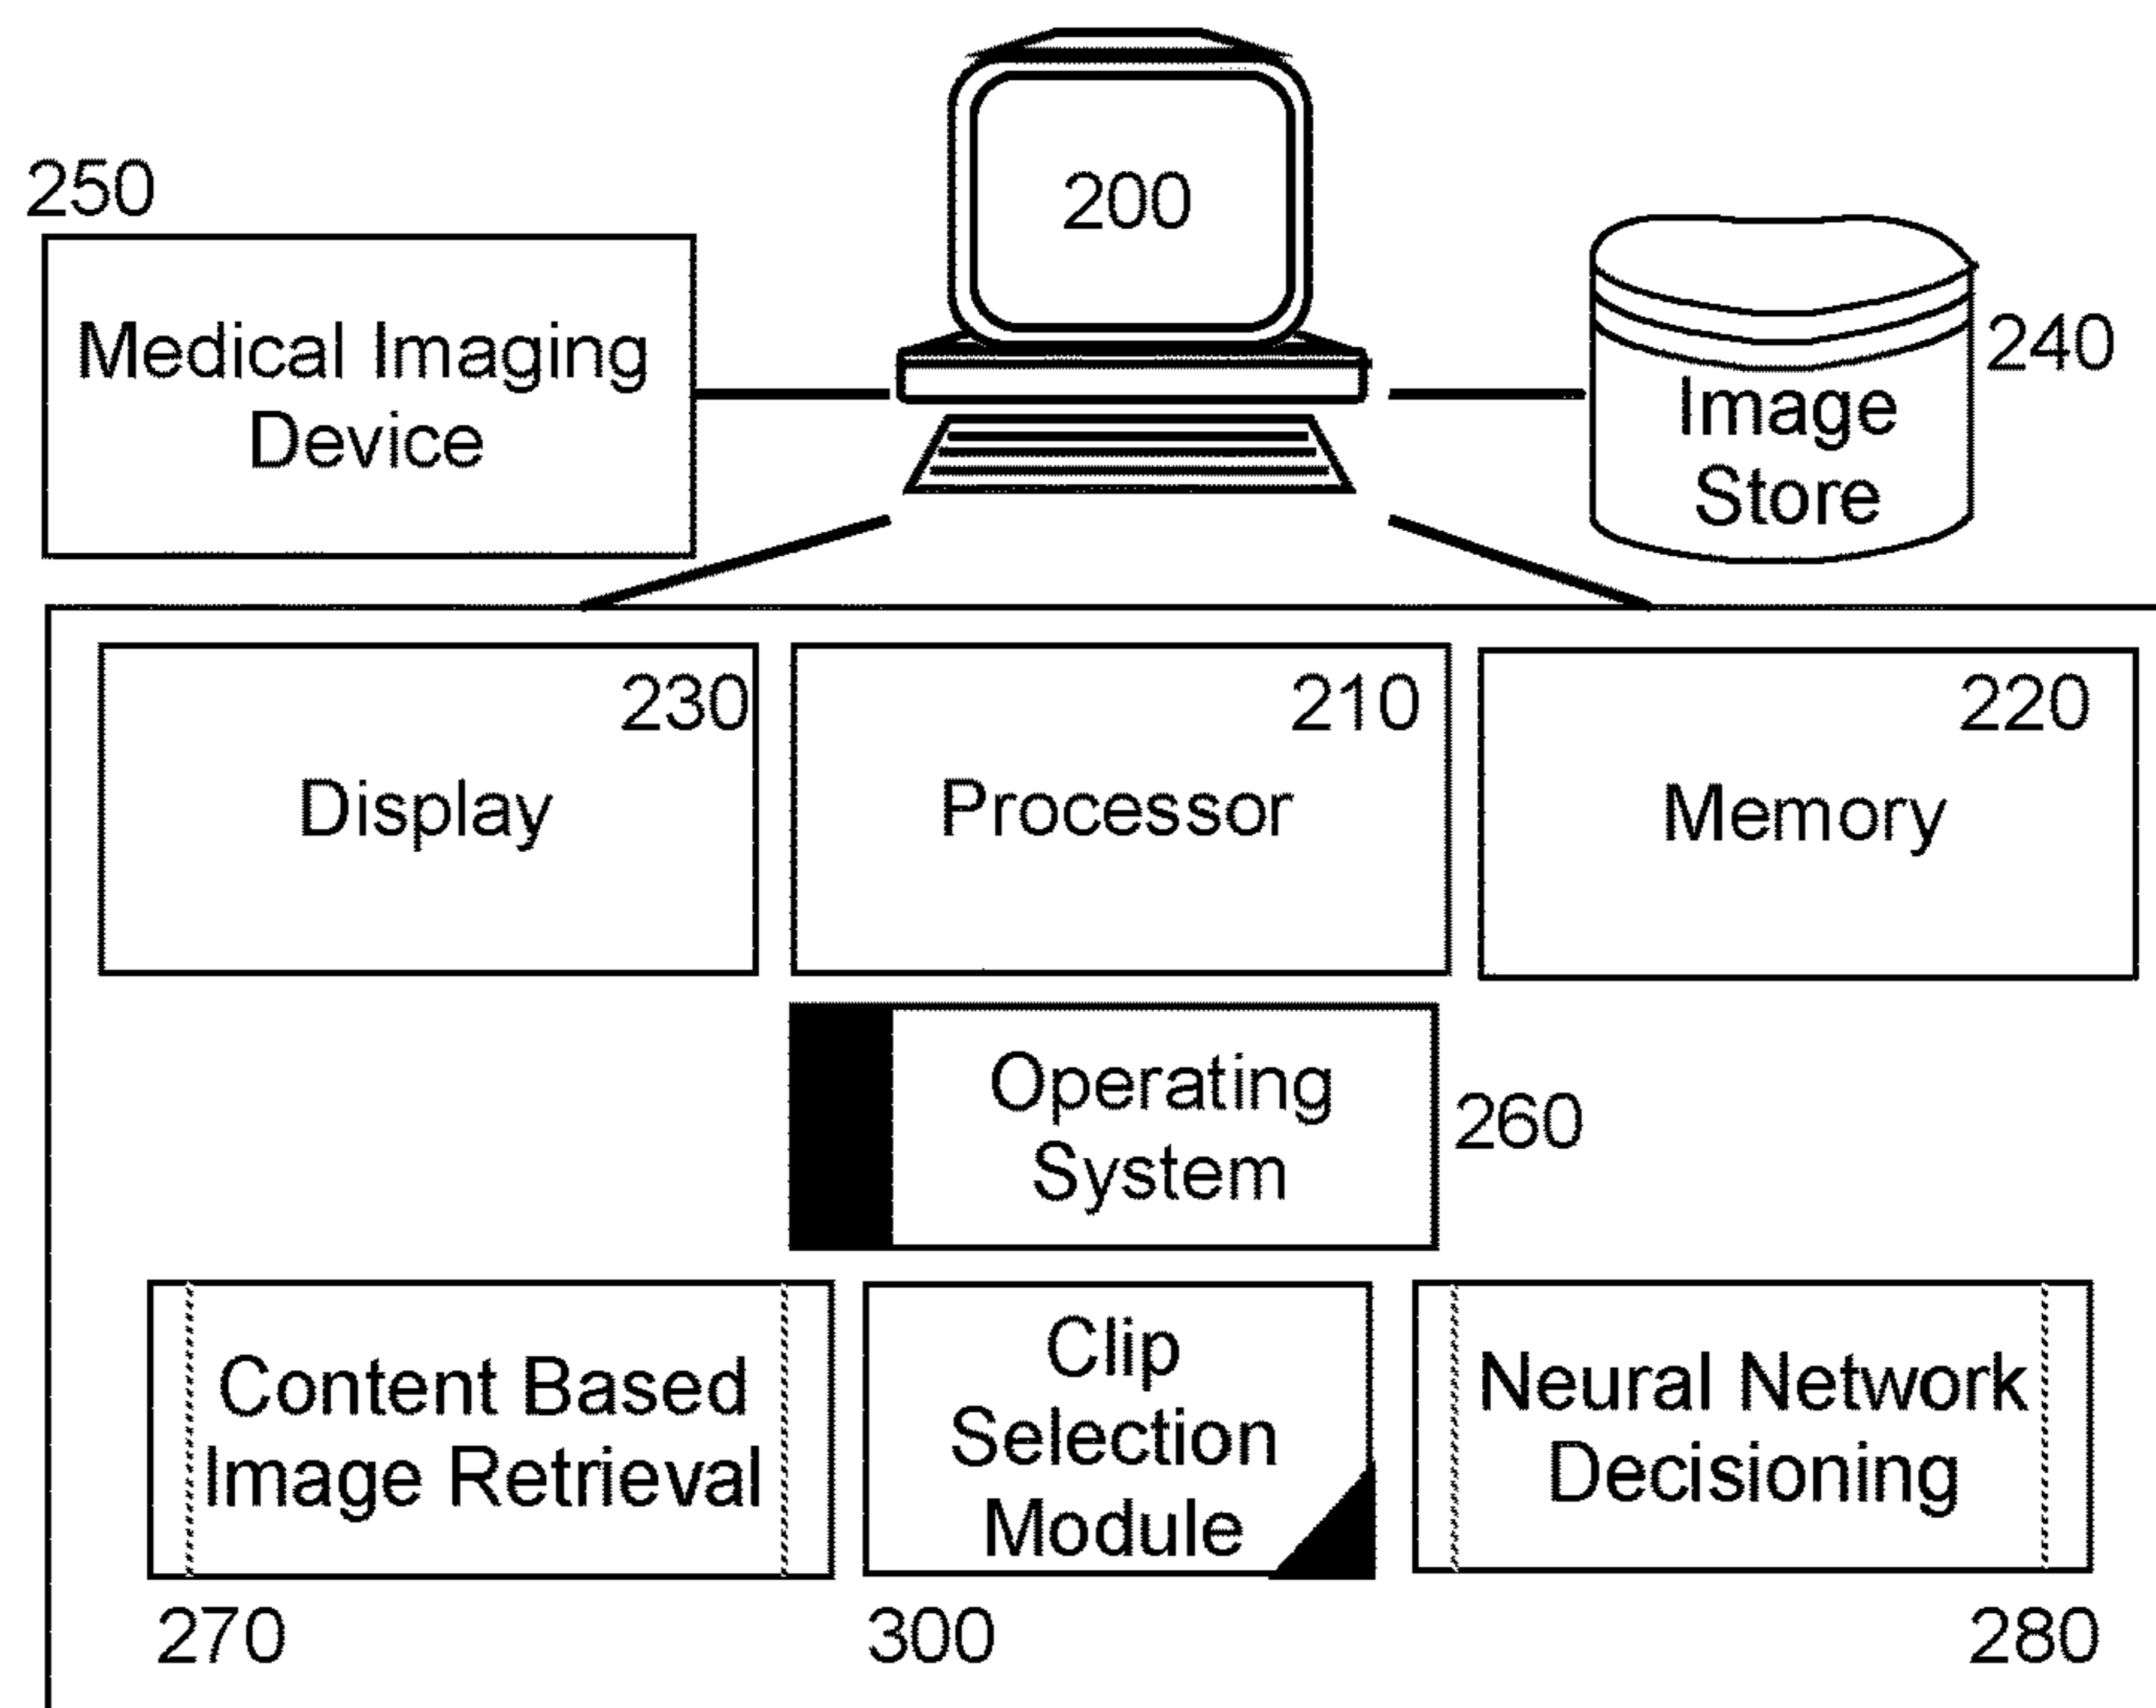 250
200
Medical Imaging
Device
240
Image
Store
230
Display
210
Processor
220
Memory
Operating
System
260
Content Based
Image Retrieval
270
Clip
Selection
Module
300
Neural Network
Decisioning
280